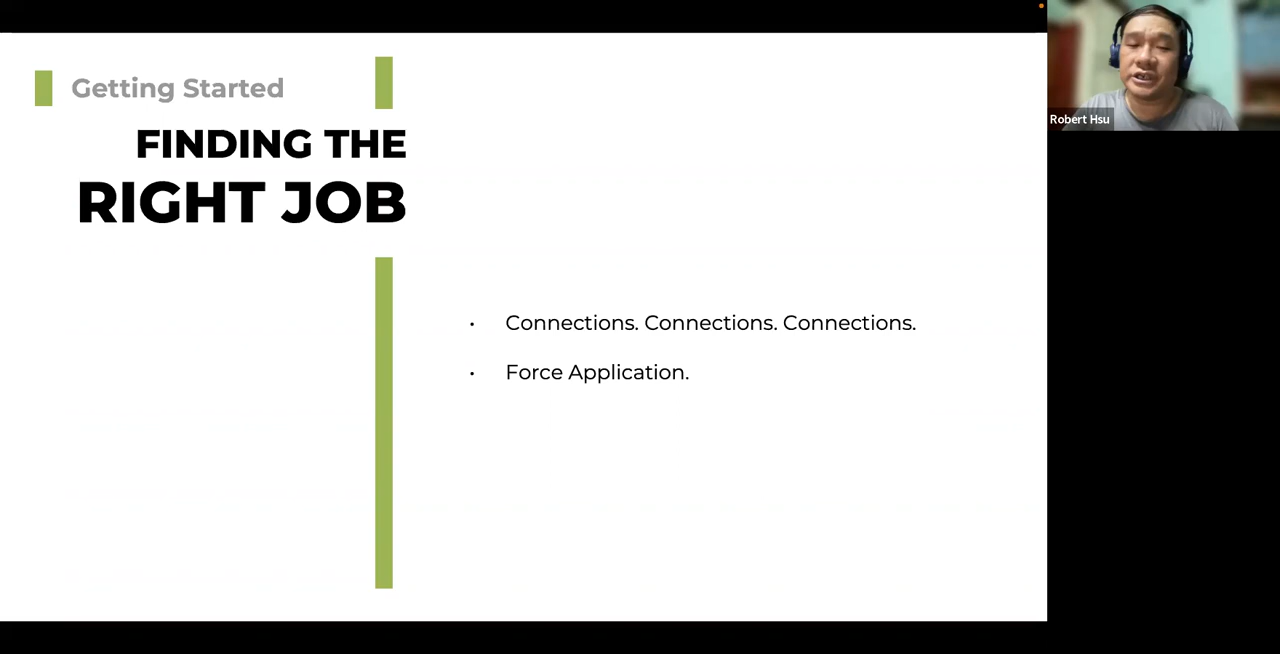 Getting Started
FINDING THE
RIGHT JOB
• Connections. Connections. Connections.
• Force Application.
Robert Hsu